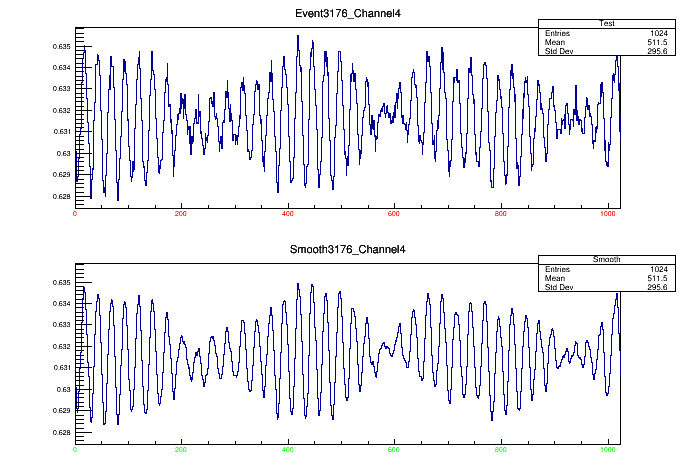 Event3176_Channel4
Test
Entries 1024
Mean 511.5
Std Dev 295.6
0.635
0.634
0.633
0.632
0.631
0.63
0.629
0.628
0 200 400 600 800 1000
Smooth3176_Channel4
Smooth
Entries 1024
Mean 511.5
Std Dev 295.6
0.635
0.634
0.633
0.632
0.631
0.63
0.629
0.628
0 200 400 600 800 1000